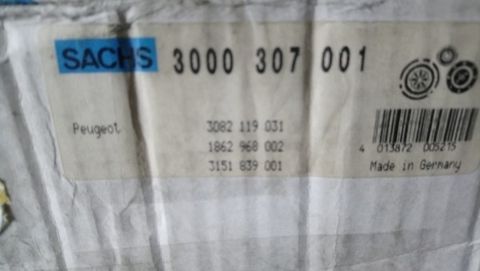 SACHS 3000 307 001
Peugeot 3082 119 031
1862 968 002
3151 839 001
4 013872 005215
Made in Germany